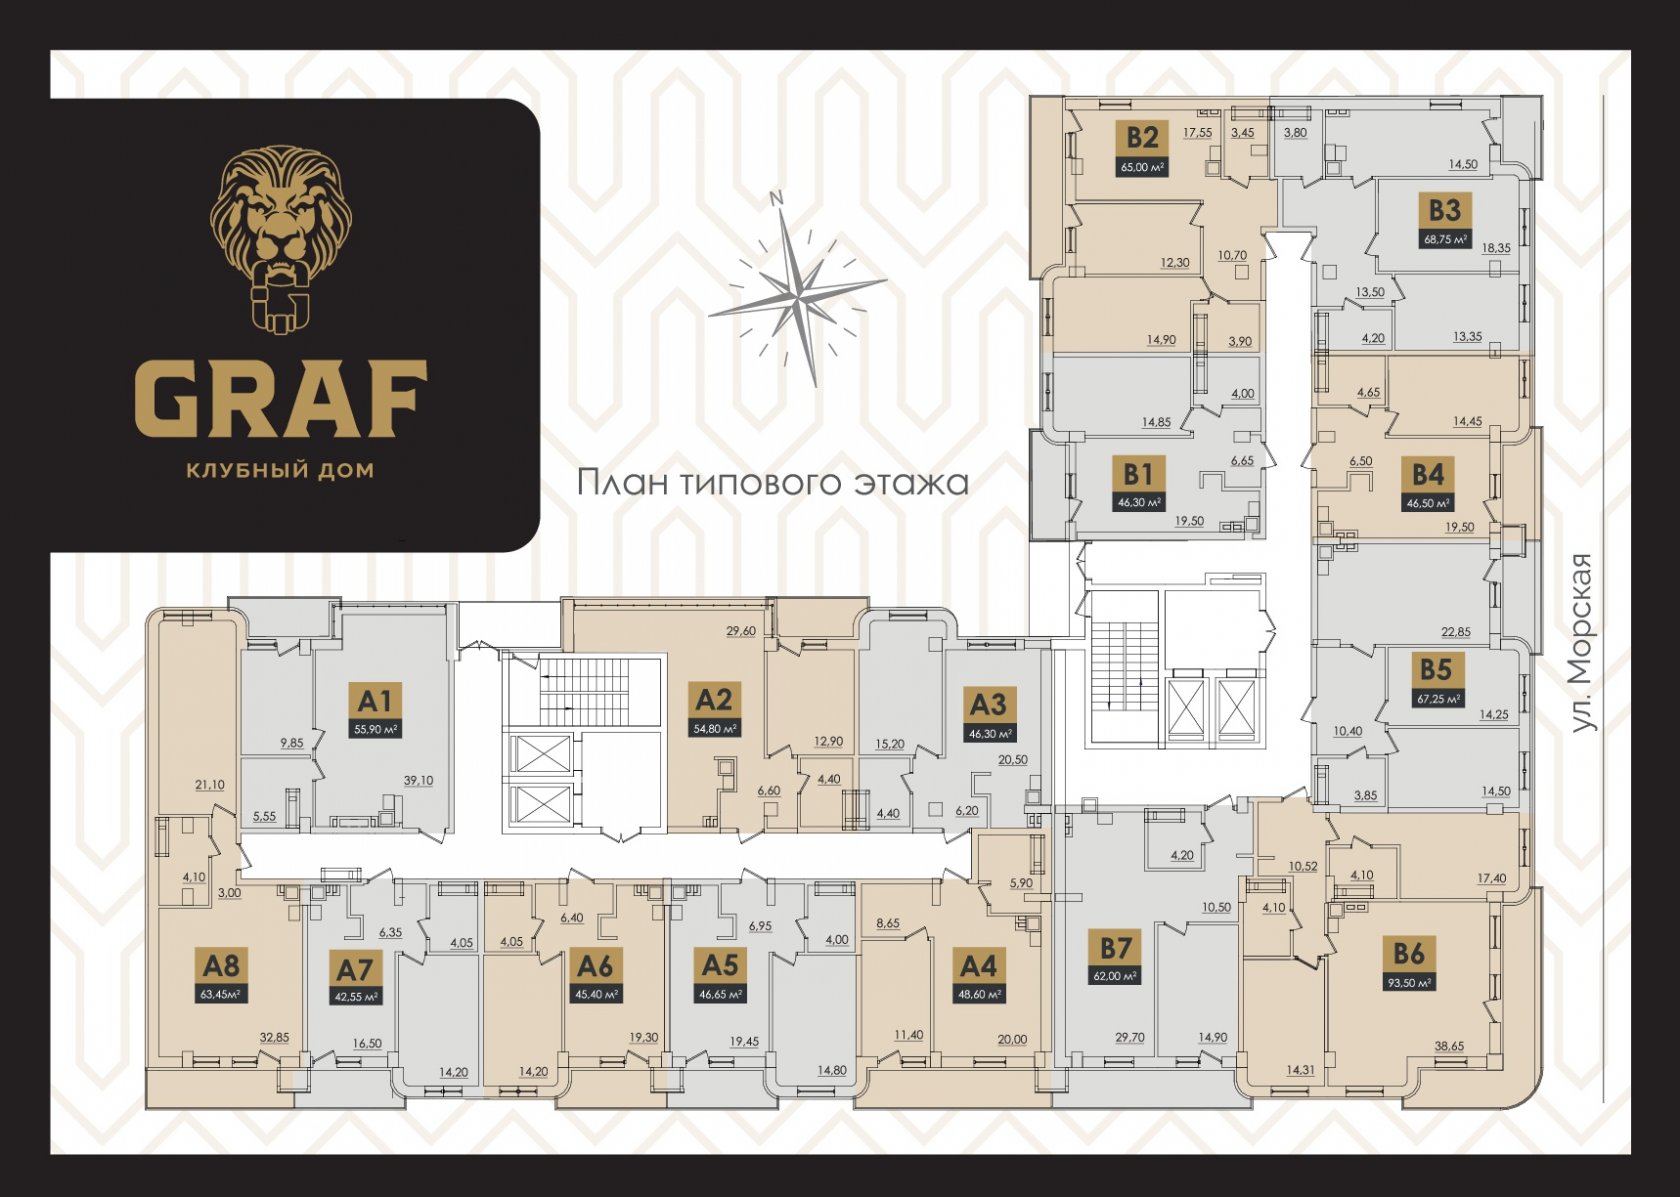 GRAF
КЛУБНЫЙ ДОМ
N
План типового этажа
ул. Морская
B2
65,00 м²
17,55
3,45
12,30
10,70
14,90
3,90
3,80
14,50
B3
68,75 м²
18,35
13,50
4,20
13,35
4,00
14,85
B1
46,30 м²
6,65
19,50
4,65
14,45
6,50
B4
46,50 м²
19,50
22,85
B5
67,25 м²
14,25
10,40
3,85
14,50
21,10
9,85
5,55
A1
55,90 м²
39,10
29,60
A2
54,80 м²
12,90
6,60
4,40
15,20
4,40
A3
46,30 м²
20,50
6,20
4,10
3,00
A8
63,45м²
32,85
6,35
4,05
A7
42,55 м²
16,50
14,20
4,05
6,40
A6
45,40 м²
19,30
14,20
6,95
4,00
A5
46,65 м²
19,45
14,80
5,90
8,65
A4
48,60 м²
11,40
20,00
4,20
10,50
B7
62,00 м²
29,70
14,90
10,52
4,10
17,40
4,10
B6
93,50 м²
14,31
38,65